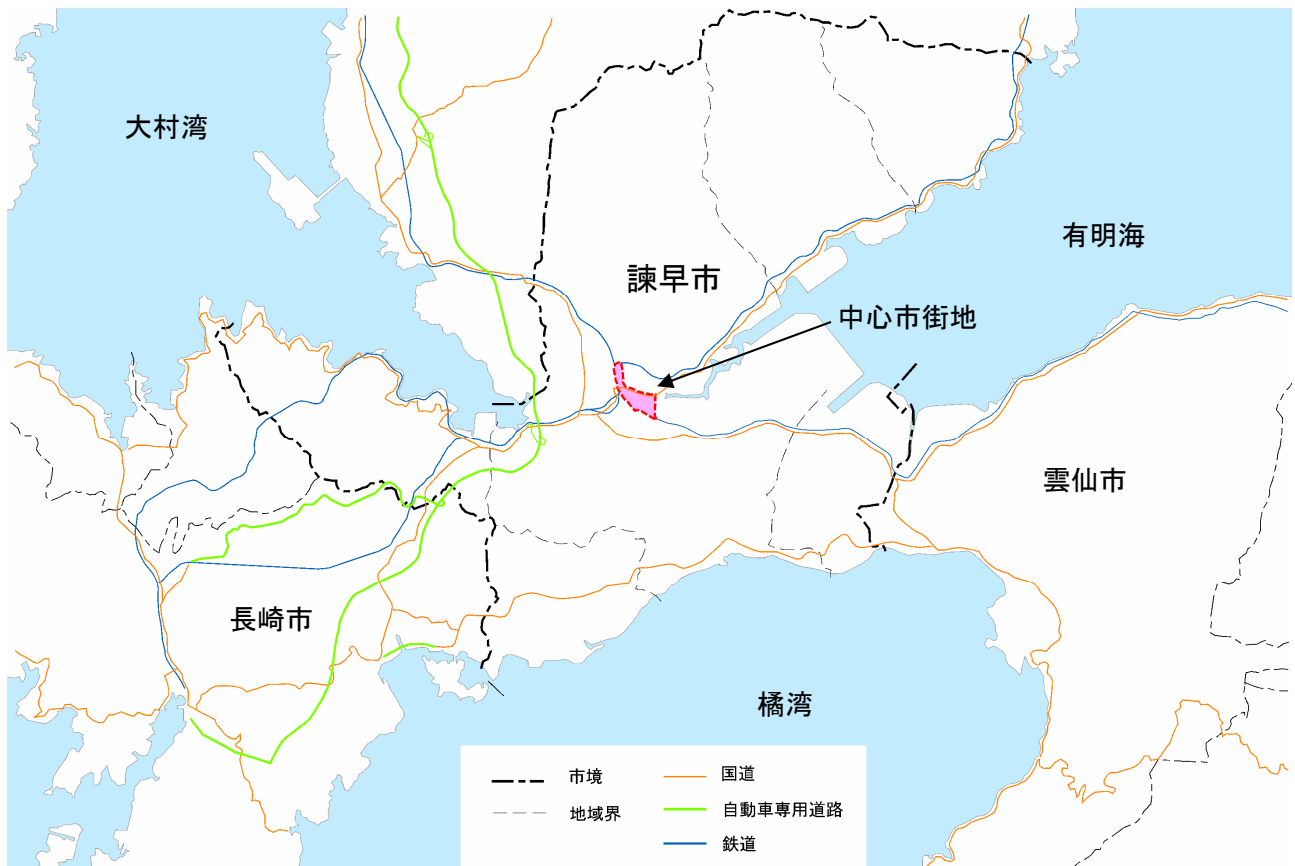 大村湾
有明海
諫早市
中心市街地
雲仙市
長崎市
橘湾
市境
国道
地域界
自動車専用道路
鉄道